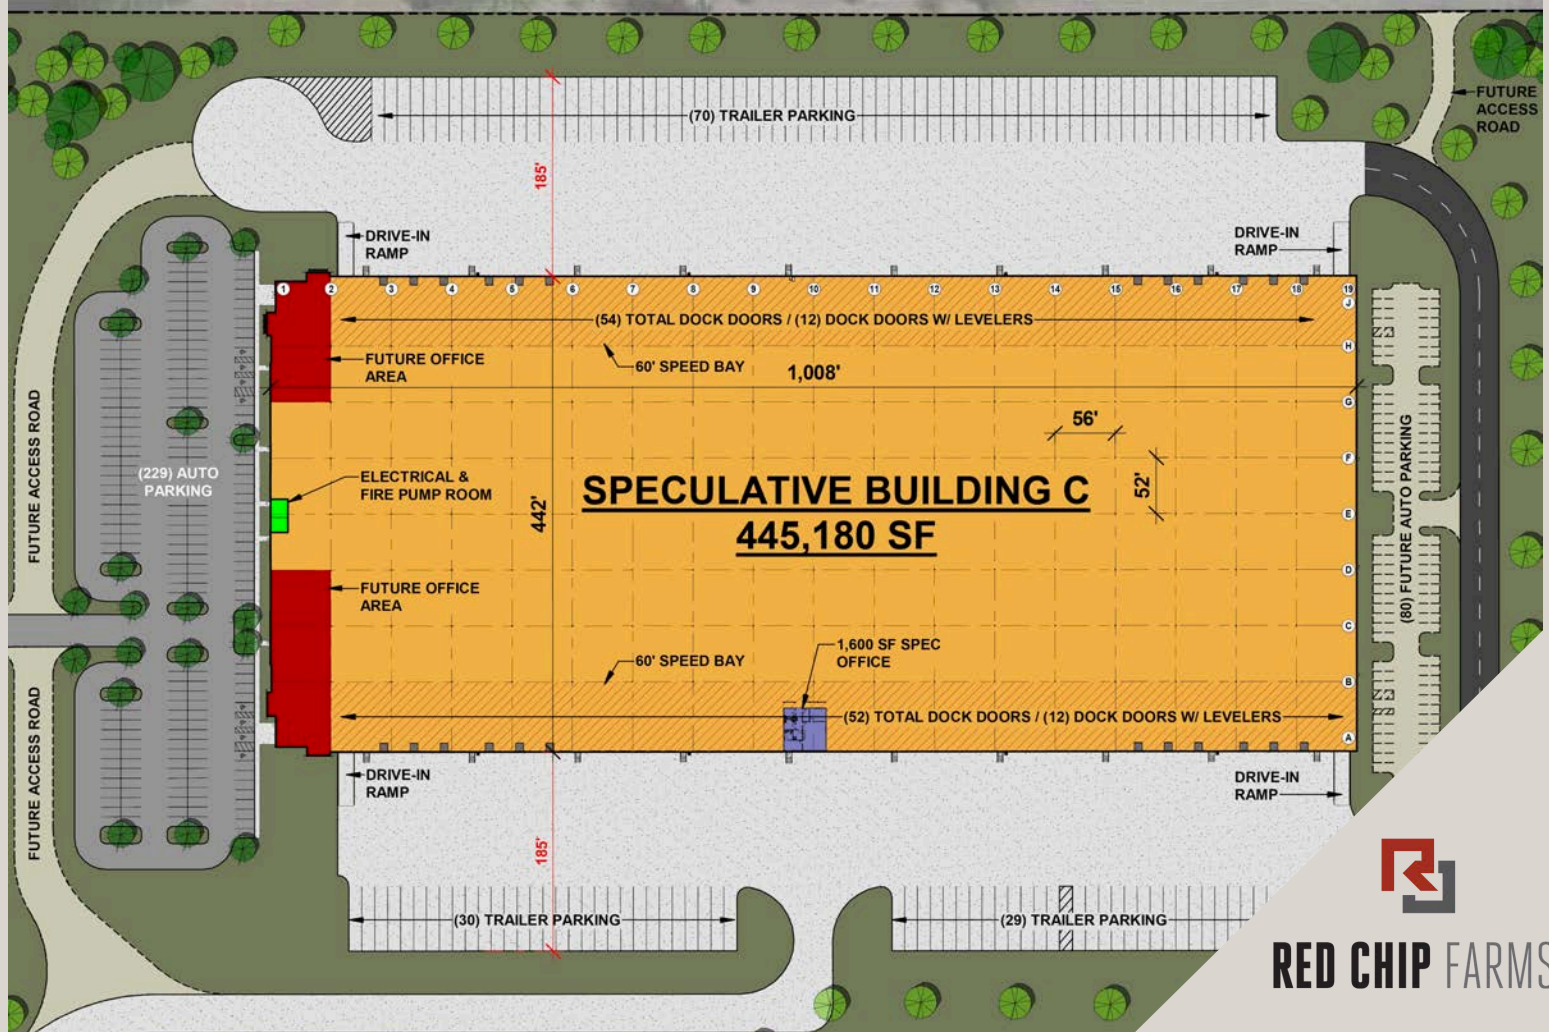 FUTURE
ACCESS
ROAD
(70) TRAILER PARKING
185'
DRIVE-IN
RAMP
DRIVE-IN
RAMP
1
2
3
4
5
6
7
8
9
10
11
12
13
14
15
16
17
18
19
J
(54) TOTAL DOCK DOORS / (12) DOCK DOORS W/ LEVELERS
H
FUTURE OFFICE
AREA
60' SPEED BAY
1,008'
G
56'
FUTURE ACCESS ROAD
(229) AUTO
PARKING
ELECTRICAL &
FIRE PUMP ROOM
442'
SPECULATIVE BUILDING C
445,180 SF
52'
F
E
(80) FUTURE AUTO PARKING
D
FUTURE OFFICE
AREA
C
1,600 SF SPEC
OFFICE
60' SPEED BAY
B
(52) TOTAL DOCK DOORS / (12) DOCK DOORS W/ LEVELERS
A
FUTURE ACCESS ROAD
DRIVE-IN
RAMP
DRIVE-IN
RAMP
185'
(30) TRAILER PARKING
(29) TRAILER PARKING
RED CHIP FARMS